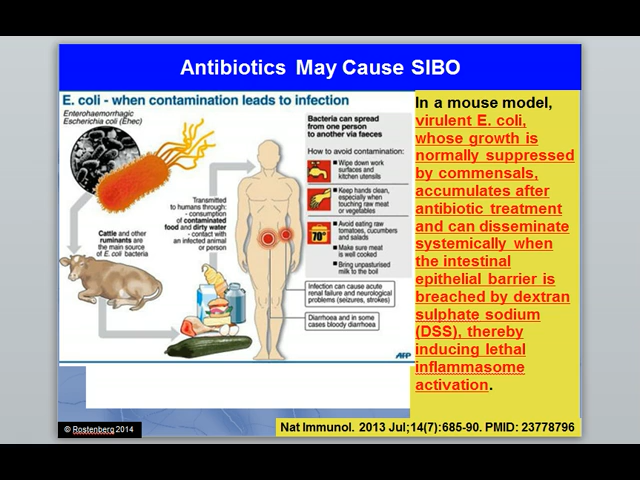 Antibiotics May Cause SIBO
E. coli - when contamination leads to infection
Enterohaemorrhagic
Escherichia coli (Ehec)
Bacteria can spread
from one person
to another via faeces
How to avoid contamination:
Wipe down work
surfaces and
kitchen utensils
Keep hands clean,
especially when
touching raw meat
or vegetables
70°
Avoid eating raw
tomatoes, cucumbers
and salads
Make sure meat
is well cooked
Bring unpasturised
milk to the boil
Transmitted
to humans through:
- consumption
of contaminated
food and dirty water
- contact with
an infected animal
or person
Cattle and other
ruminants are
the main source
of E. coli bacteria
Infection can cause acute
renal failure and neurological
problems (seizures, strokes)
Diarrhoea and in some
cases bloody diarrhoea
AFP
In a mouse model,
virulent E. coli,
whose growth is
normally suppressed
by commensals,
accumulates after
antibiotic treatment
and can disseminate
systemically when
the intestinal
epithelial barrier is
breached by dextran
sulphate sodium
(DSS), thereby
inducing lethal
inflammasome
activation.
© Rostenberg 2014
Nat Immunol. 2013 Jul;14(7):685-90. PMID: 23778796